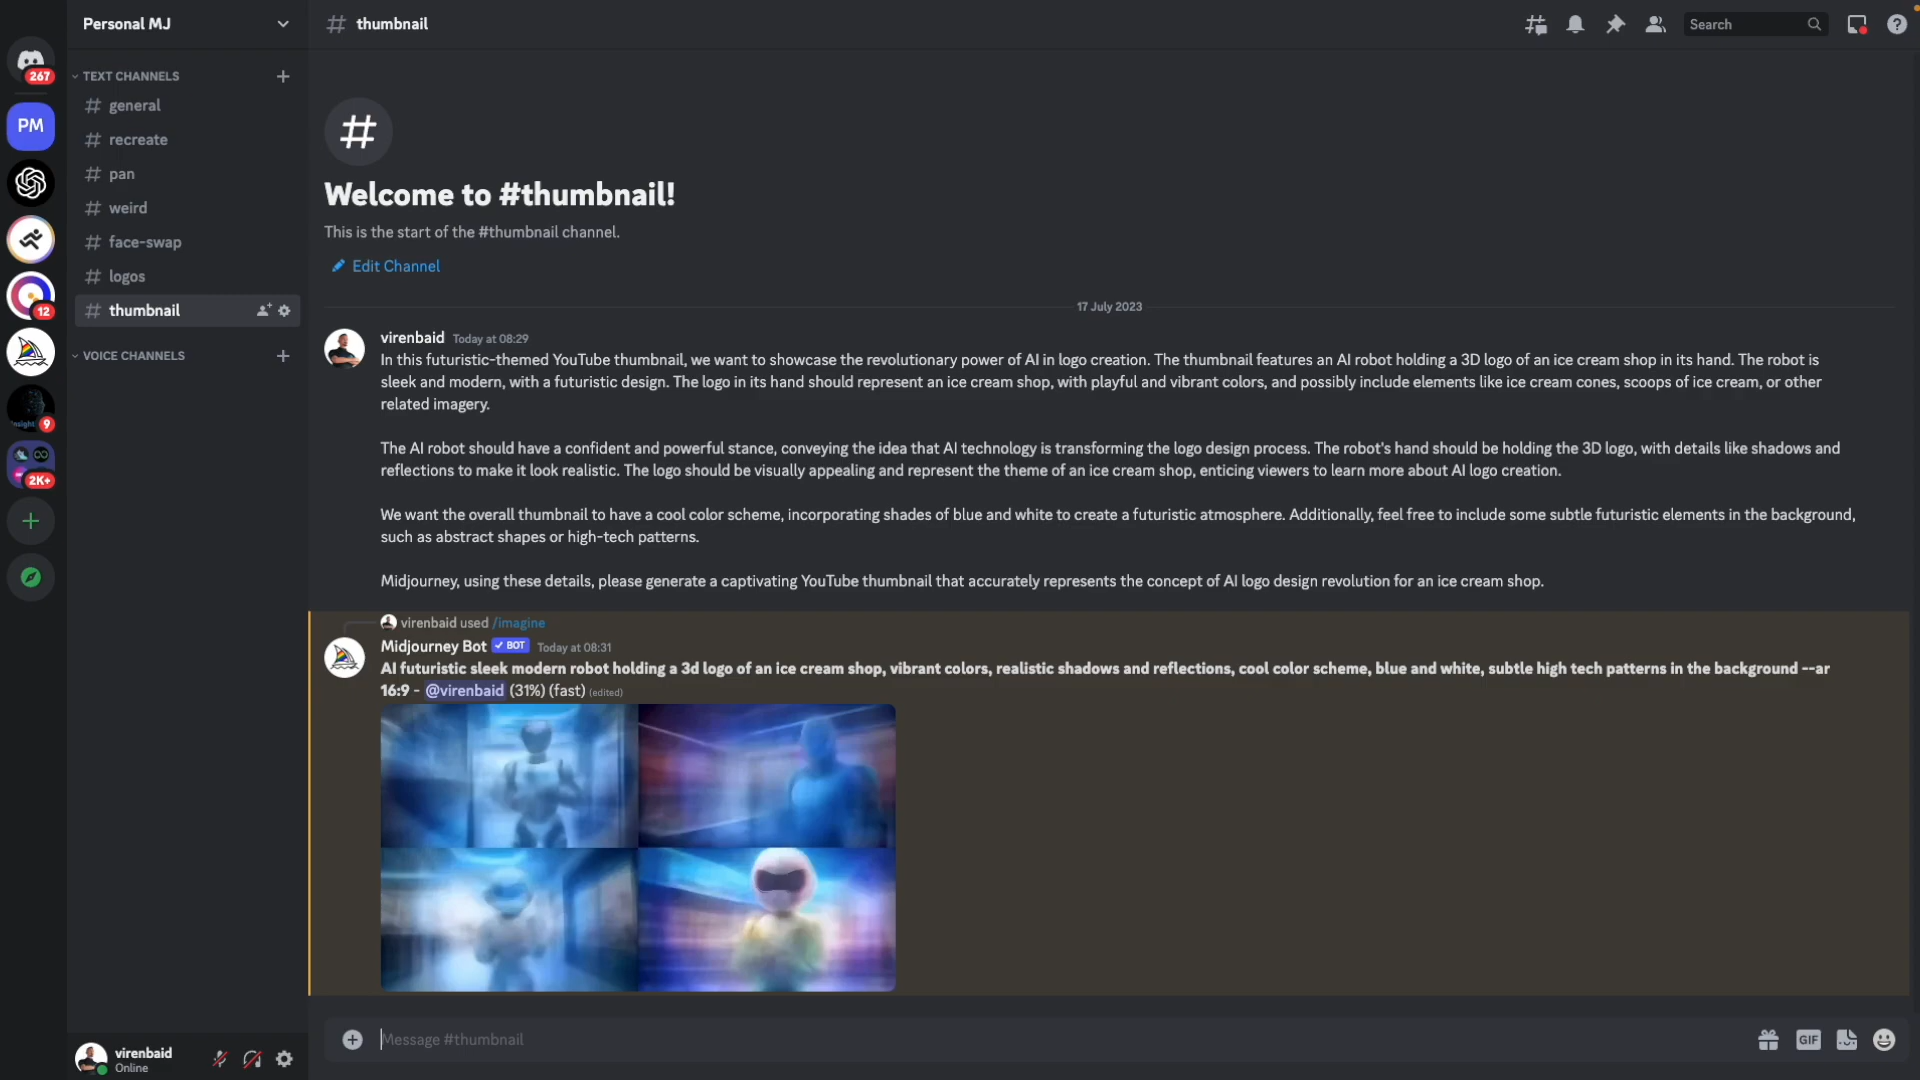 Personal MJ
# thumbnail
Search
267
TEXT CHANNELS
general
recreate
pan
weird
face-swap
logos
thumbnail
VOICE CHANNELS
PM
12
insight
9
2K+
#
Welcome to #thumbnail!
This is the start of the #thumbnail channel.
Edit Channel
17 July 2023
virenbaid Today at 08:29
In this futuristic-themed YouTube thumbnail, we want to showcase the revolutionary power of AI in logo creation. The thumbnail features an AI robot holding a 3D logo of an ice cream shop in its hand. The robot is
sleek and modern, with a futuristic design. The logo in its hand should represent an ice cream shop, with playful and vibrant colors, and possibly include elements like ice cream cones, scoops of ice cream, or other
related imagery.
The AI robot should have a confident and powerful stance, conveying the idea that AI technology is transforming the logo design process. The robot's hand should be holding the 3D logo, with details like shadows and
reflections to make it look realistic. The logo should be visually appealing and represent the theme of an ice cream shop, enticing viewers to learn more about AI logo creation.
We want the overall thumbnail to have a cool color scheme, incorporating shades of blue and white to create a futuristic atmosphere. Additionally, feel free to include some subtle futuristic elements in the background,
such as abstract shapes or high-tech patterns.
Midjourney, using these details, please generate a captivating YouTube thumbnail that accurately represents the concept of AI logo design revolution for an ice cream shop.
virenbaid used /imagine
Midjourney Bot ✓ BOT Today at 08:31
AI futuristic sleek modern robot holding a 3d logo of an ice cream shop, vibrant colors, realistic shadows and reflections, cool color scheme, blue and white, subtle high tech patterns in the background --ar
16:9 - @virenbaid (31%) (fast) (edited)
Message #thumbnail
GIF
virenbaid
Online